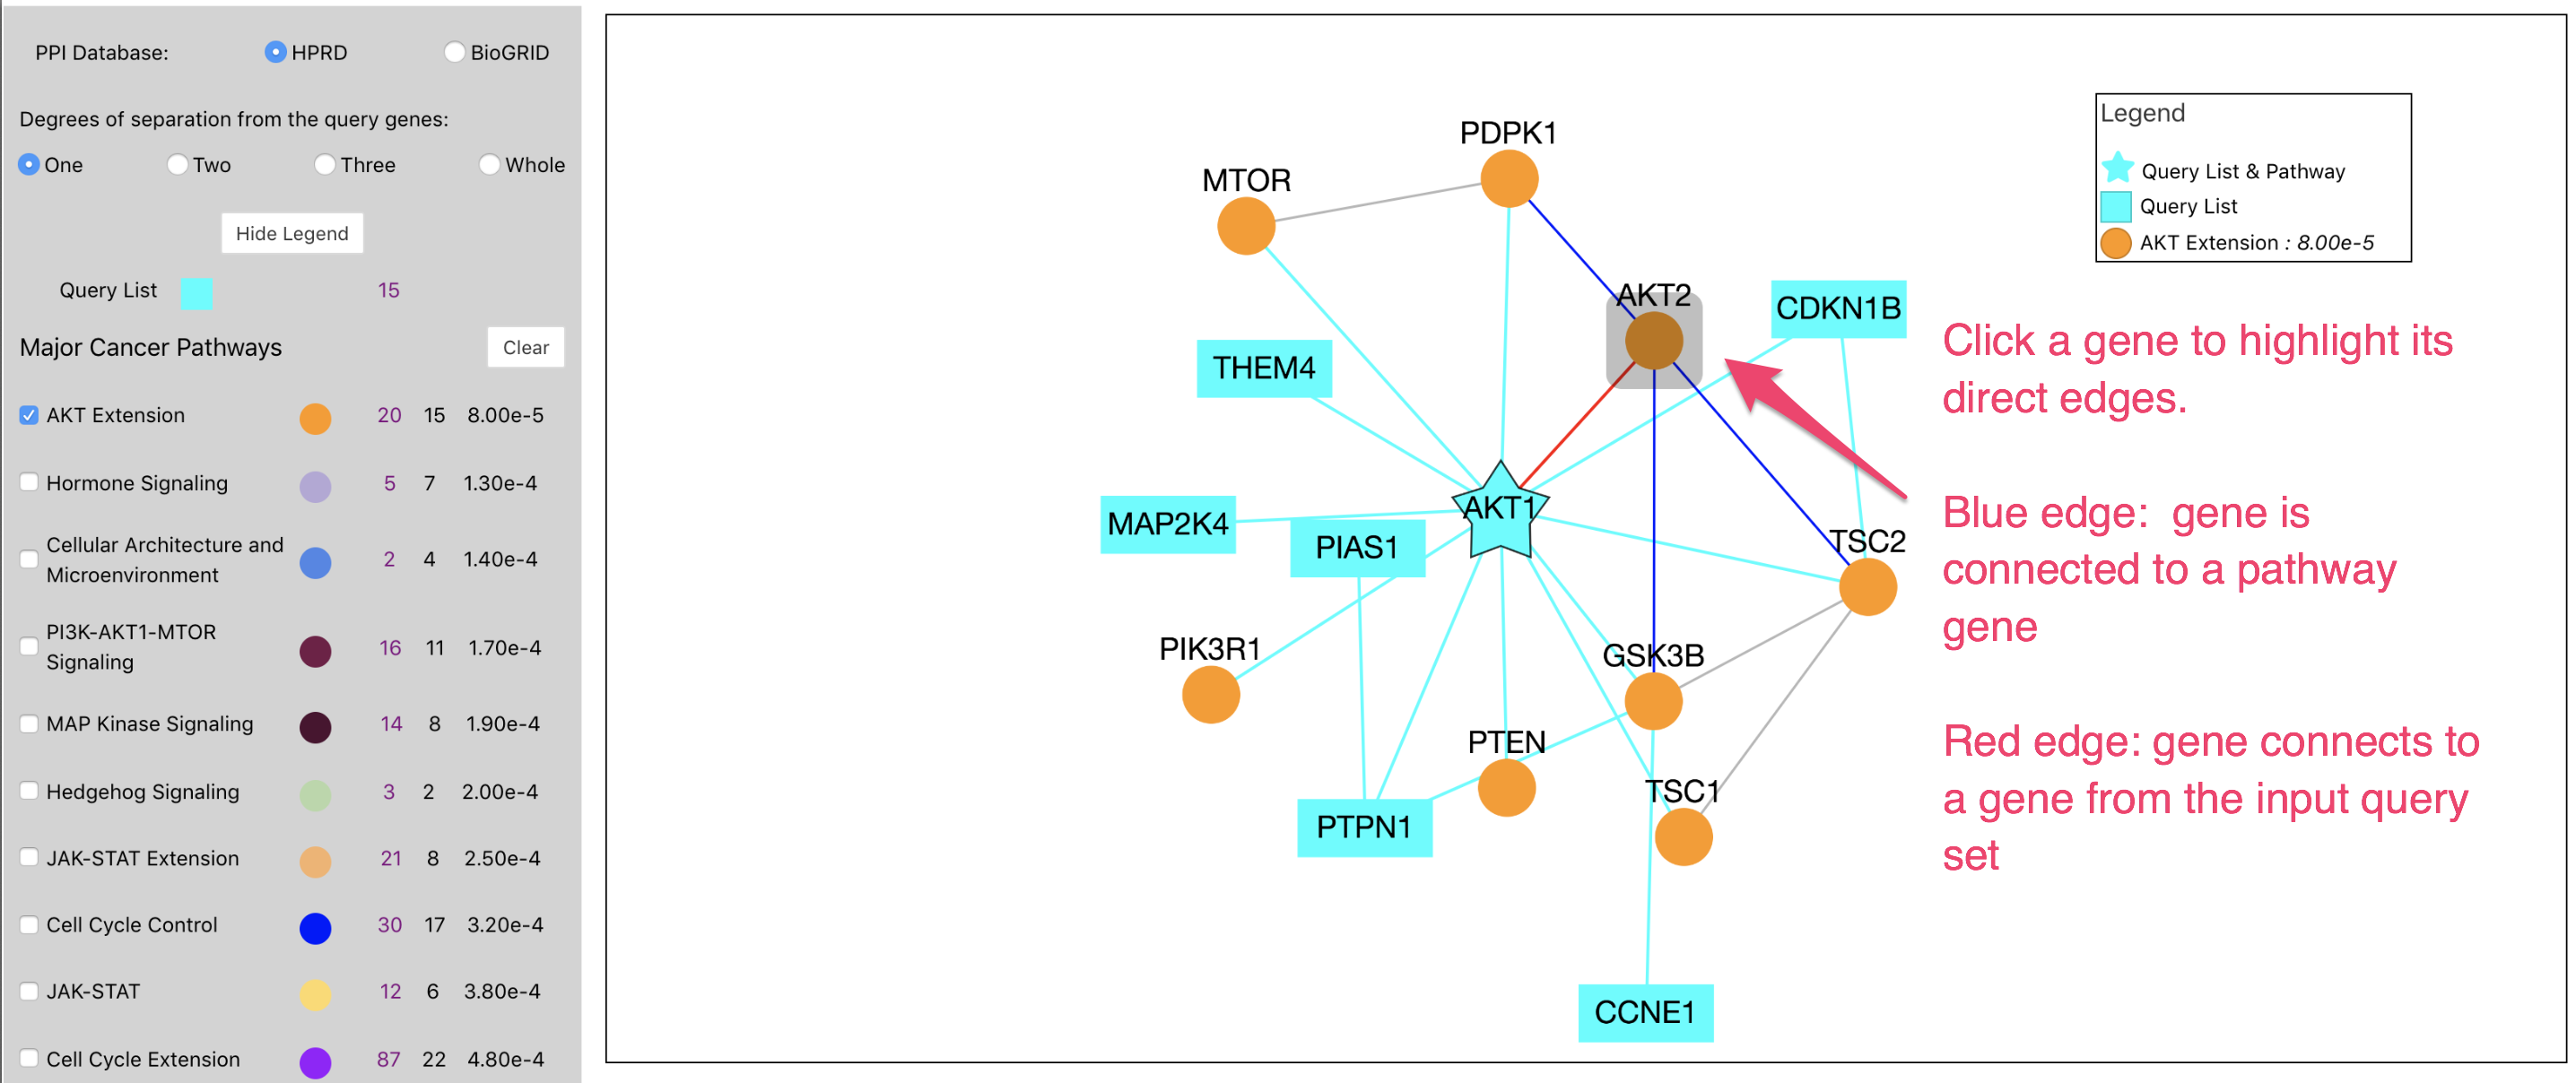 PPI Database: HPRD BioGRID
Degrees of separation from the query genes:
One Two Three Whole
Hide Legend
Query List 15
Major Cancer Pathways Clear
AKT Extension 20 15 8.00e-5
Hormone Signaling 5 7 1.30e-4
Cellular Architecture and
Microenvironment 2 4 1.40e-4
PI3K-AKT1-MTOR
Signaling 16 11 1.70e-4
MAP Kinase Signaling 14 8 1.90e-4
Hedgehog Signaling 3 2 2.00e-4
JAK-STAT Extension 21 8 2.50e-4
Cell Cycle Control 30 17 3.20e-4
JAK-STAT 12 6 3.80e-4
Cell Cycle Extension 87 22 4.80e-4
PDPK1
MTOR
AKT2
CDKN1B
THEM4
AKT1
MAP2K4
PIAS1
TSC2
PIK3R1
GSK3B
PTEN
TSC1
PTPN1
CCNE1
Legend
Query List & Pathway
Query List
AKT Extension : 8.00e-5
Click a gene to highlight its
direct edges.
Blue edge:  gene is
connected to a pathway
gene
Red edge: gene connects to
a gene from the input query
set